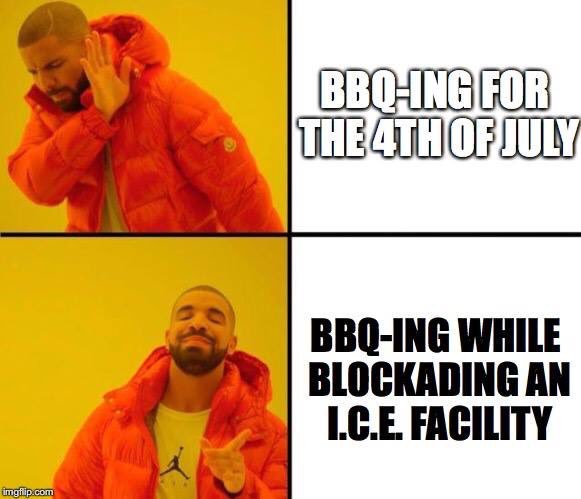 BBQ-ING FOR
THE 4TH OF JULY
BBQ-ING WHILE
BLOCKADING AN
I.C.E. FACILITY
imgflip.com